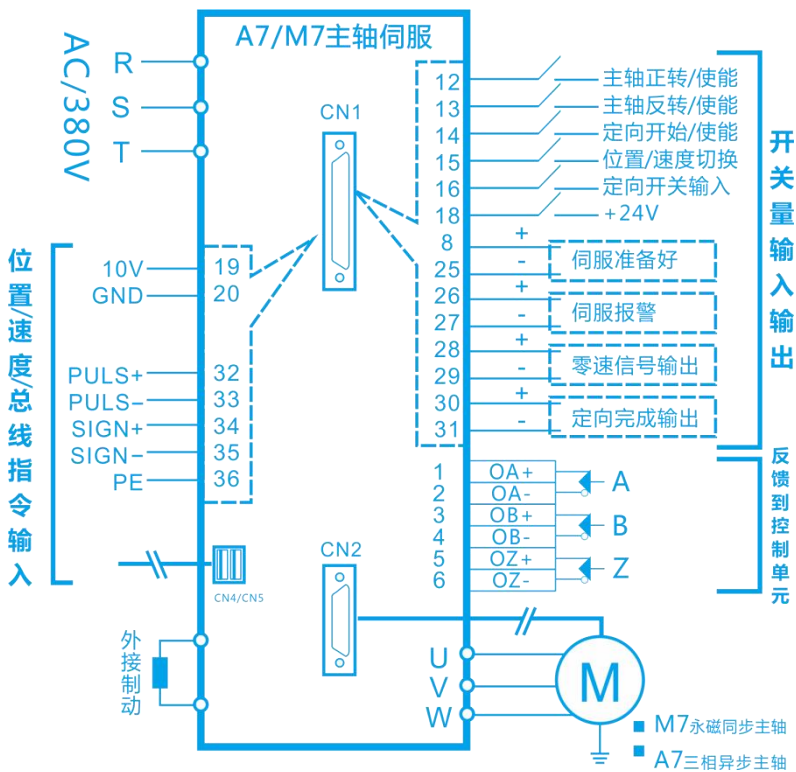 A7/M7主轴伺服
AC/380V
R
S
T
CN1
12 主轴正转/使能
13 主轴反转/使能
14 定向开始/使能
15 位置/速度切换
16 定向开关输入
18 +24V
8 +
25 -
伺服准备好
26 +
27 -
伺服报警
28 +
29 -
零速信号输出
30 +
31 -
定向完成输出
开关量输入输出
位置/速度/总线指令输入
10V 19
GND 20
PULS+ 32
PULS- 33
SIGN+ 34
SIGN- 35
PE 36
CN4/CN5
1 OA+
2 OA-
A
3 OB+
4 OB-
B
5 OZ+
6 OZ-
Z
反馈到控制单元
CN2
外接制动
U
V
W
M
M7永磁同步主轴
A7三相异步主轴